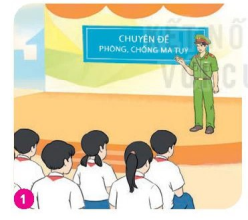 CHUYÊN ĐỀ
PHÒNG, CHỐNG MA TUÝ
1